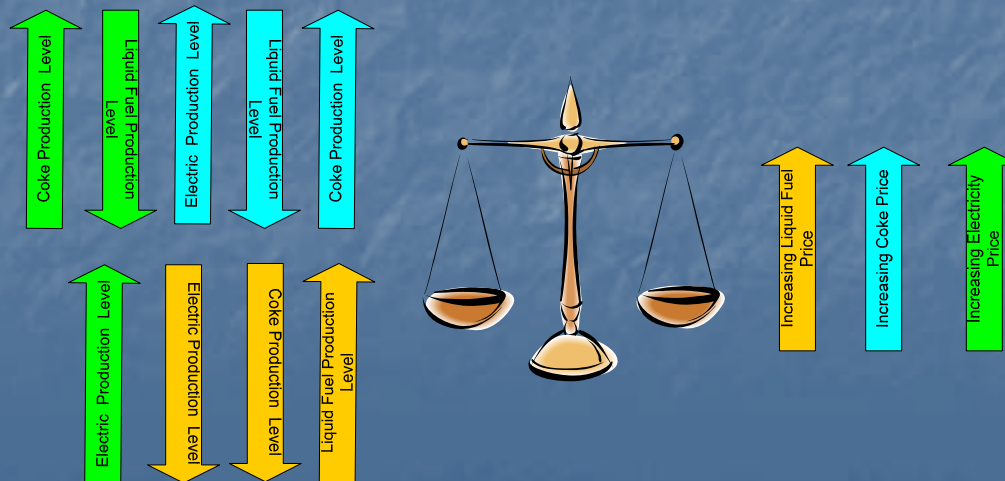 Coke Production Level
Liquid Fuel Production
Level
Electric Production Level
Liquid Fuel Production
Level
Coke Production Level
Electric Production Level
Electric Production Level
Coke Production Level
Liquid Fuel Production
Level
Increasing Liquid Fuel
Price
Increasing Coke Price
Increasing Electricity
Price